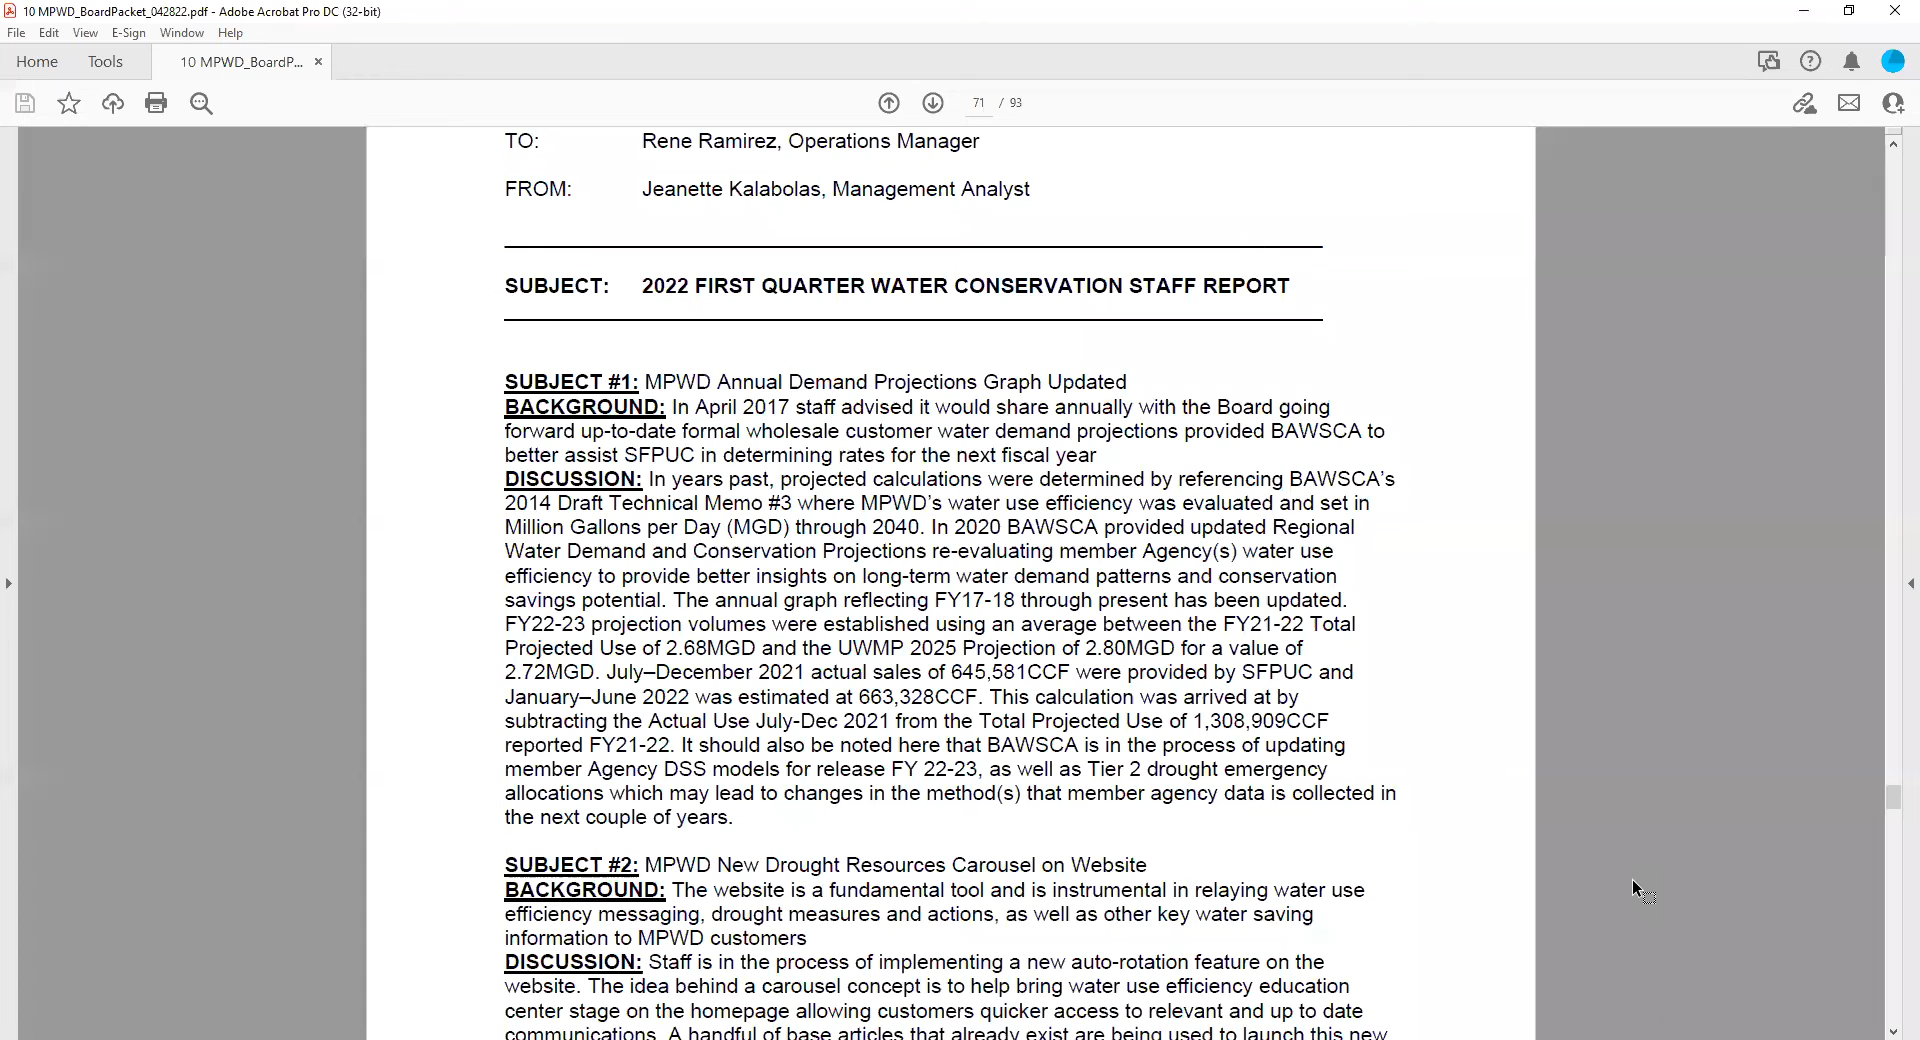 10 MPWD_BoardPacket_042822.pdf - Adobe Acrobat Pro DC (32-bit)
File Edit View E-Sign Window Help
Home Tools 10 MPWD_BoardP... ×
71 / 93
TO: Rene Ramirez, Operations Manager
FROM: Jeanette Kalabolas, Management Analyst
SUBJECT: 2022 FIRST QUARTER WATER CONSERVATION STAFF REPORT
SUBJECT #1: MPWD Annual Demand Projections Graph Updated
BACKGROUND: In April 2017 staff advised it would share annually with the Board going
forward up-to-date formal wholesale customer water demand projections provided BAWSCA to
better assist SFPUC in determining rates for the next fiscal year
DISCUSSION: In years past, projected calculations were determined by referencing BAWSCA's
2014 Draft Technical Memo #3 where MPWD's water use efficiency was evaluated and set in
Million Gallons per Day (MGD) through 2040. In 2020 BAWSCA provided updated Regional
Water Demand and Conservation Projections re-evaluating member Agency(s) water use
efficiency to provide better insights on long-term water demand patterns and conservation
savings potential. The annual graph reflecting FY17-18 through present has been updated.
FY22-23 projection volumes were established using an average between the FY21-22 Total
Projected Use of 2.68MGD and the UWMP 2025 Projection of 2.80MGD for a value of
2.72MGD. July–December 2021 actual sales of 645,581CCF were provided by SFPUC and
January–June 2022 was estimated at 663,328CCF. This calculation was arrived at by
subtracting the Actual Use July-Dec 2021 from the Total Projected Use of 1,308,909CCF
reported FY21-22. It should also be noted here that BAWSCA is in the process of updating
member Agency DSS models for release FY 22-23, as well as Tier 2 drought emergency
allocations which may lead to changes in the method(s) that member agency data is collected in
the next couple of years.
SUBJECT #2: MPWD New Drought Resources Carousel on Website
BACKGROUND: The website is a fundamental tool and is instrumental in relaying water use
efficiency messaging, drought measures and actions, as well as other key water saving
information to MPWD customers
DISCUSSION: Staff is in the process of implementing a new auto-rotation feature on the
website. The idea behind a carousel concept is to help bring water use efficiency education
center stage on the homepage allowing customers quicker access to relevant and up to date
communications. A handful of base articles that already exist are being used to launch this new